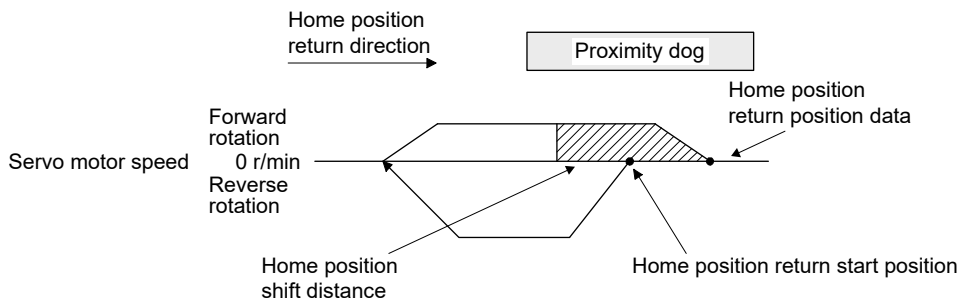 Home position
return direction
Proximity dog
Home position
return position data
Forward
rotation
Servo motor speed 0 r/min
Reverse
rotation
Home position
shift distance
Home position return start position